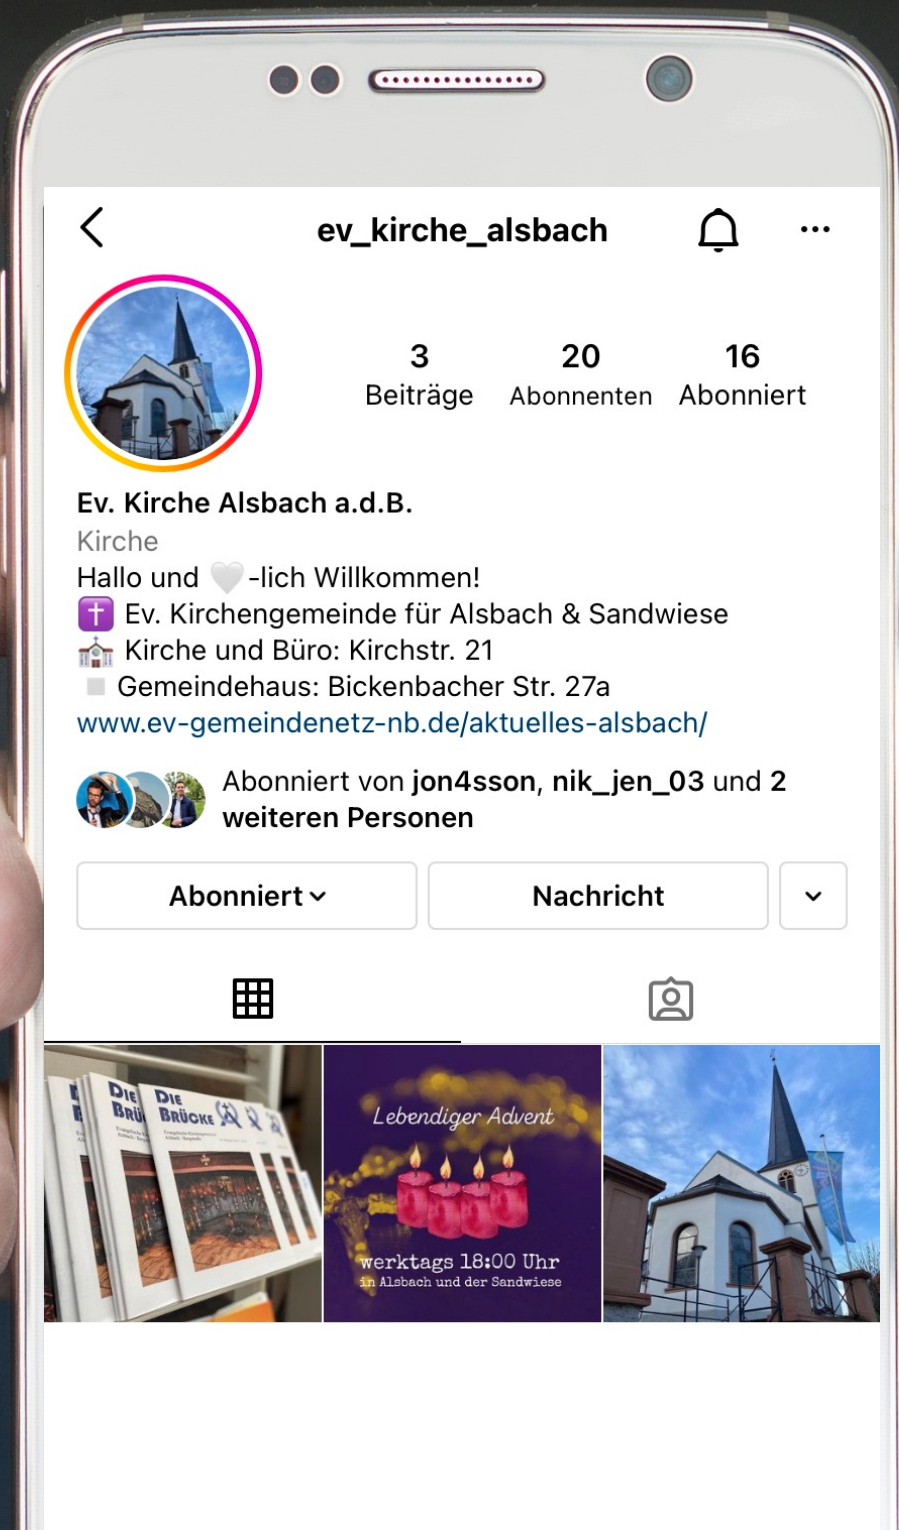 ev_kirche_alsbach
3 20 16
Beiträge Abonnenten Abonniert
Ev. Kirche Alsbach a.d.B.
Kirche
Hallo und 🤍-lich Willkommen!
✝️ Ev. Kirchengemeinde für Alsbach & Sandwiese
⛪ Kirche und Büro: Kirchstr. 21
◽ Gemeindehaus: Bickenbacher Str. 27a
www.ev-gemeindenetz-nb.de/aktuelles-alsbach/
Abonniert von jon4sson, nik_jen_03 und 2
weiteren Personen
Abonniert
Nachricht
DIE
BRÜ
DIE
BRÜCKE
Lebendiger Advent
werktags 18:00 Uhr
in Alsbach und der Sandwiese